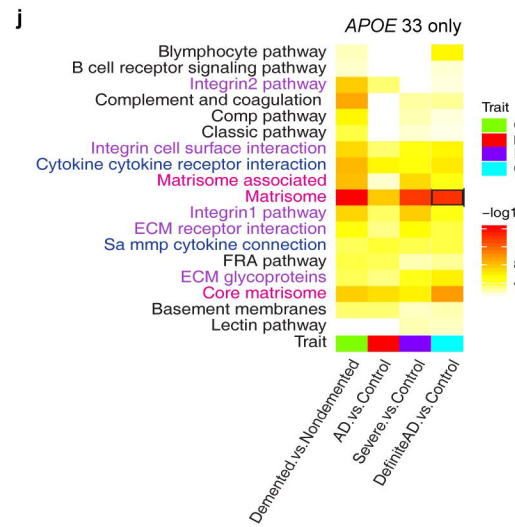 j
APOE 33 only
Blymphocyte pathway
B cell receptor signaling pathway
Integrin2 pathway
Complement and coagulation
Comp pathway
Classic pathway
Integrin cell surface interaction
Cytokine cytokine receptor interaction
Matrisome associated
Matrisome
Integrin1 pathway
ECM receptor interaction
Sa mmp cytokine connection
FRA pathway
ECM glycoproteins
Core matrisome
Basement membranes
Lectin pathway
Trait
Demented.vs.Nondemented
AD.vs.Control
Severe.vs.Control
DefiniteAD.vs.Control
Trait
−log1